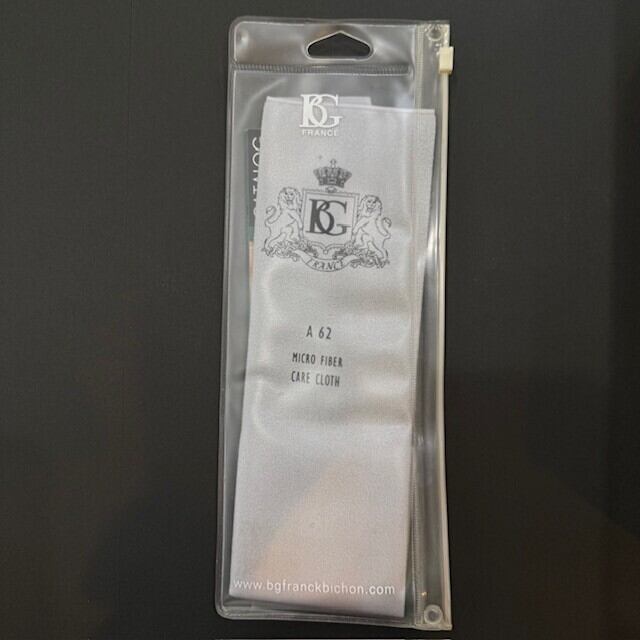 BG
FRANCE
BG
FRANCE
A 62
MICRO FIBER
CARE CLOTH
www.bgfranckbichon.com